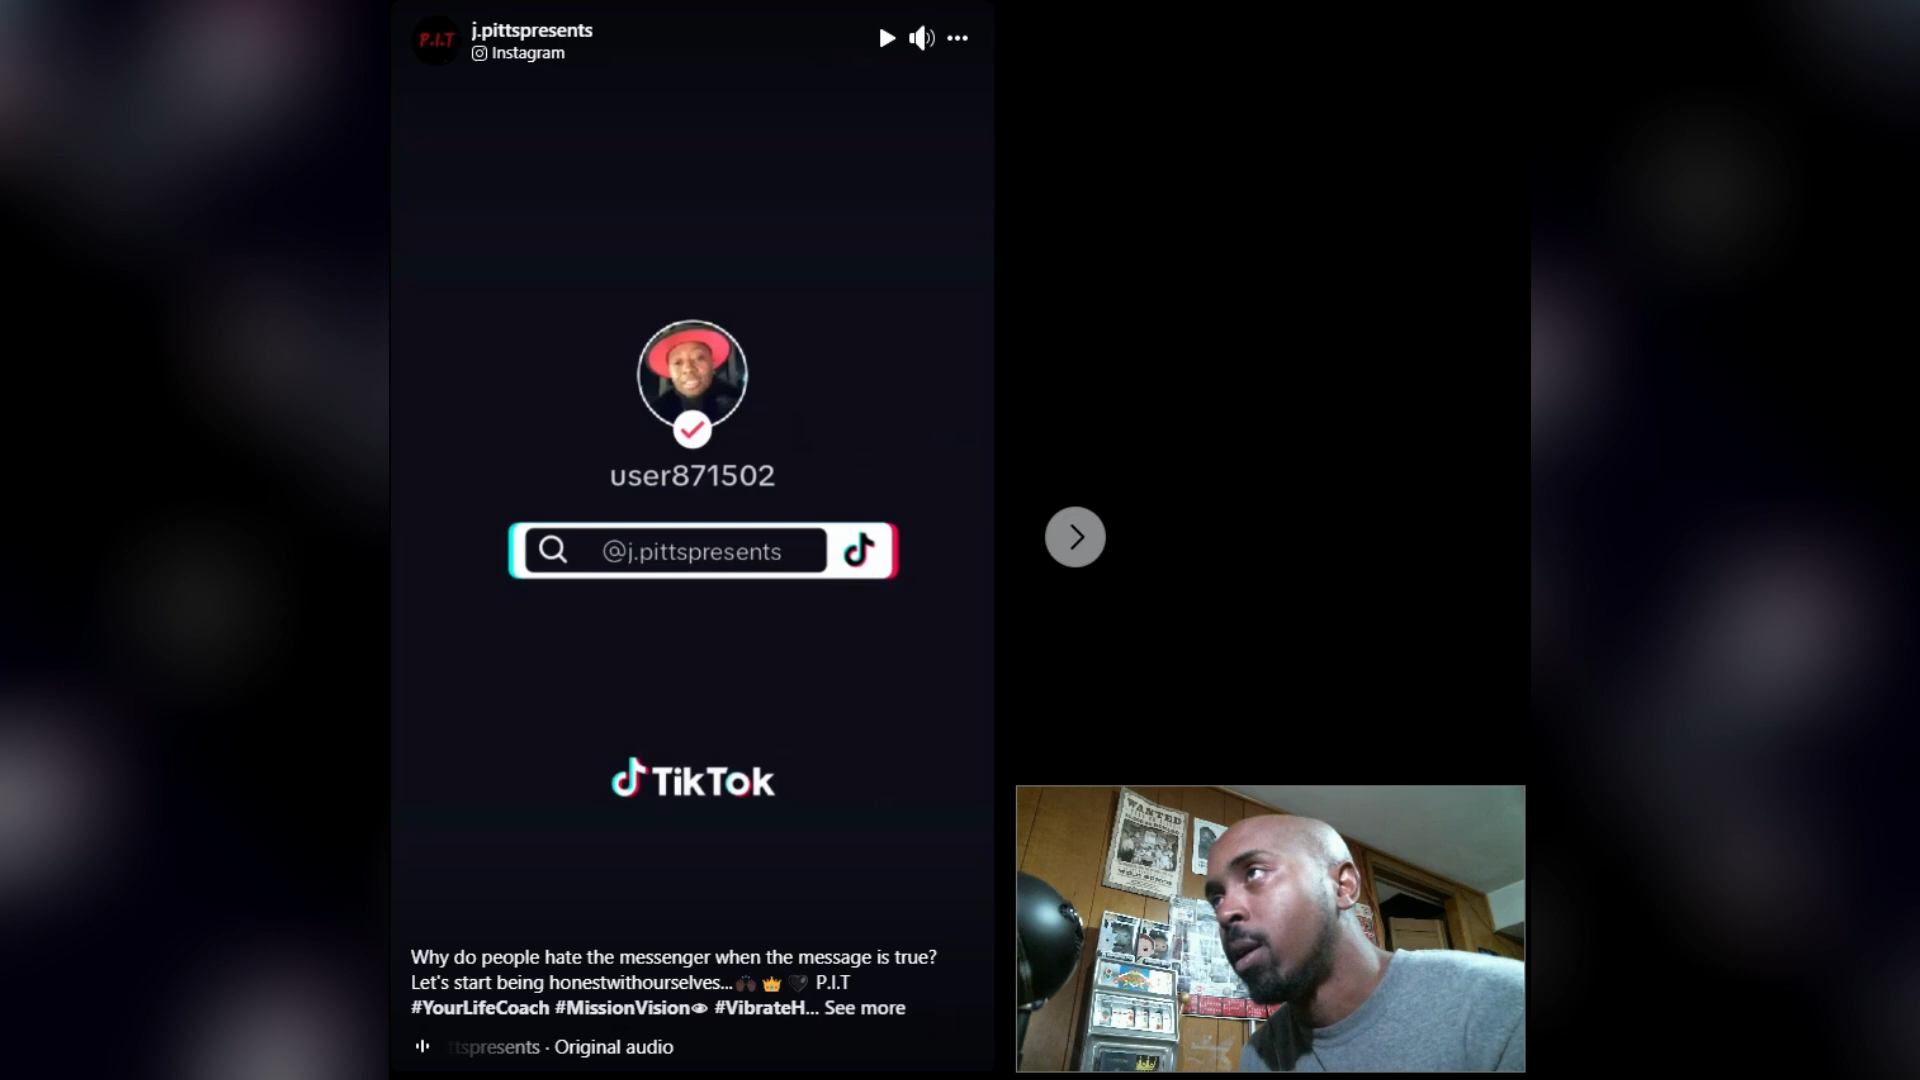 P.I.T
j.pittspresents
Instagram
user871502
@j.pittspresents
TikTok
Why do people hate the messenger when the message is true?
Let's start being honestwithourselves...🙏🏿 👑 🖤 P.I.T
#YourLifeCoach #MissionVision👁 #VibrateH... See more
ttspresents · Original audio
WANTED